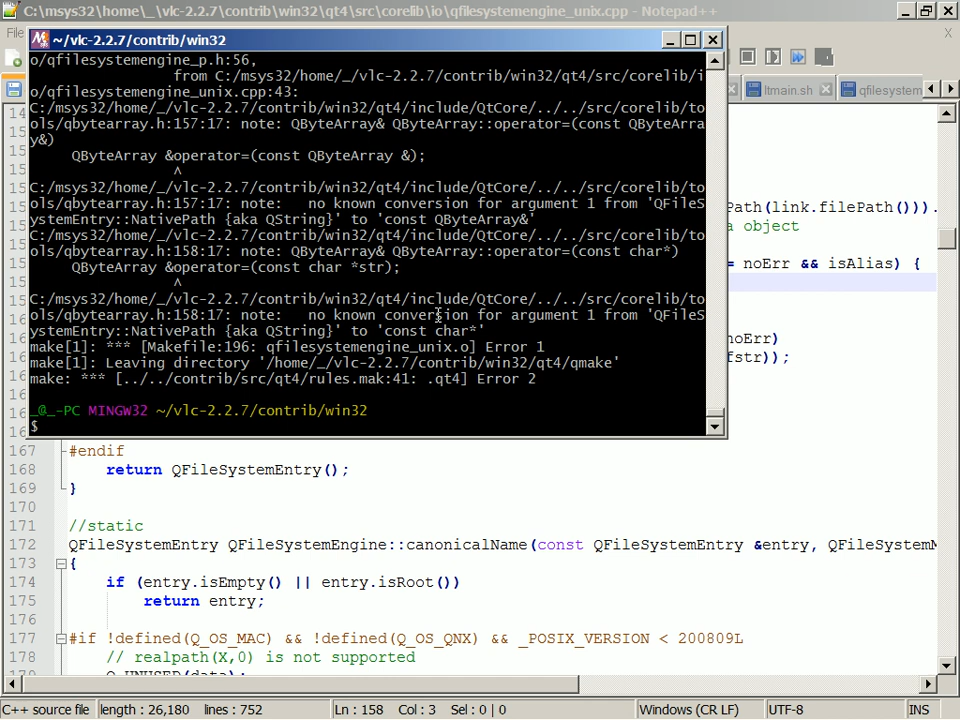 C:\msys32\home\_\vlc-2.2.7\contrib\win32\qt4\src\corelib\io\qfilesystemengine_unix.cpp - Notepad++
File
X
ltmain.sh
qfilesystem
~/vlc-2.2.7/contrib/win32
o/qfilesystemengine_p.h:56,
                 from C:/msys32/home/_/vlc-2.2.7/contrib/win32/qt4/src/corelib/i
o/qfilesystemengine_unix.cpp:43:
C:/msys32/home/_/vlc-2.2.7/contrib/win32/qt4/include/QtCore/../../src/corelib/to
ols/qbytearray.h:157:17: note: QByteArray& QByteArray::operator=(const QByteArra
y&)
     QByteArray &operator=(const QByteArray &);
                 ^
C:/msys32/home/_/vlc-2.2.7/contrib/win32/qt4/include/QtCore/../../src/corelib/to
ols/qbytearray.h:157:17: note:   no known conversion for argument 1 from 'QFileS
ystemEntry::NativePath {aka QString}' to 'const QByteArray&'
C:/msys32/home/_/vlc-2.2.7/contrib/win32/qt4/include/QtCore/../../src/corelib/to
ols/qbytearray.h:158:17: note: QByteArray& QByteArray::operator=(const char*)
     QByteArray &operator=(const char *str);
                 ^
C:/msys32/home/_/vlc-2.2.7/contrib/win32/qt4/include/QtCore/../../src/corelib/to
ols/qbytearray.h:158:17: note:   no known conversion for argument 1 from 'QFileS
ystemEntry::NativePath {aka QString}' to 'const char*'
make[1]: *** [Makefile:196: qfilesystemengine_unix.o] Error 1
make[1]: Leaving directory '/home/_/vlc-2.2.7/contrib/win32/qt4/qmake'
make: *** [../../contrib/src/qt4/rules.mak:41: .qt4] Error 2
_@_-PC MINGW32 ~/vlc-2.2.7/contrib/win32
$
Path(link.filePath())).
a object
= noErr && isAlias) {
noErr)
fstr));
167 #endif
168     return QFileSystemEntry();
169 }
170
171 //static
172 QFileSystemEntry QFileSystemEngine::canonicalName(const QFileSystemEntry &entry, QFileSystemM
173 {
174     if (entry.isEmpty() || entry.isRoot())
175         return entry;
176
177 #if !defined(Q_OS_MAC) && !defined(Q_OS_QNX) && _POSIX_VERSION < 200809L
178     // realpath(X,0) is not supported
179     Q_UNUSED(data);
C++ source file length : 26,180 lines : 752 Ln : 158 Col : 3 Sel : 0 | 0 Windows (CR LF) UTF-8 INS